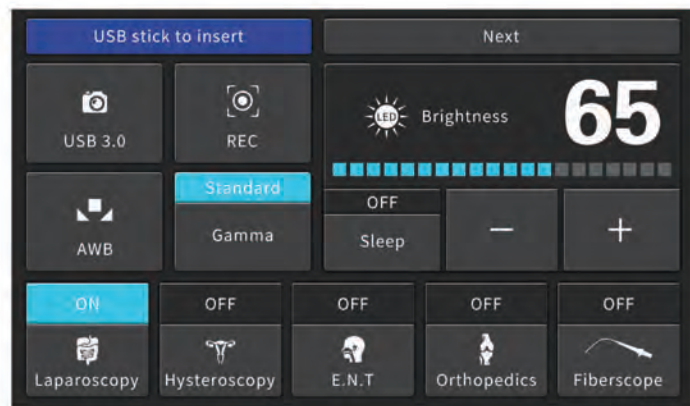 USB stick to insert
Next
USB 3.0
REC
LED
Brightness
65
AWB
Standard
Gamma
OFF
Sleep
−
+
ON
OFF
OFF
OFF
OFF
Laparoscopy
Hysteroscopy
E.N.T
Orthopedics
Fiberscope